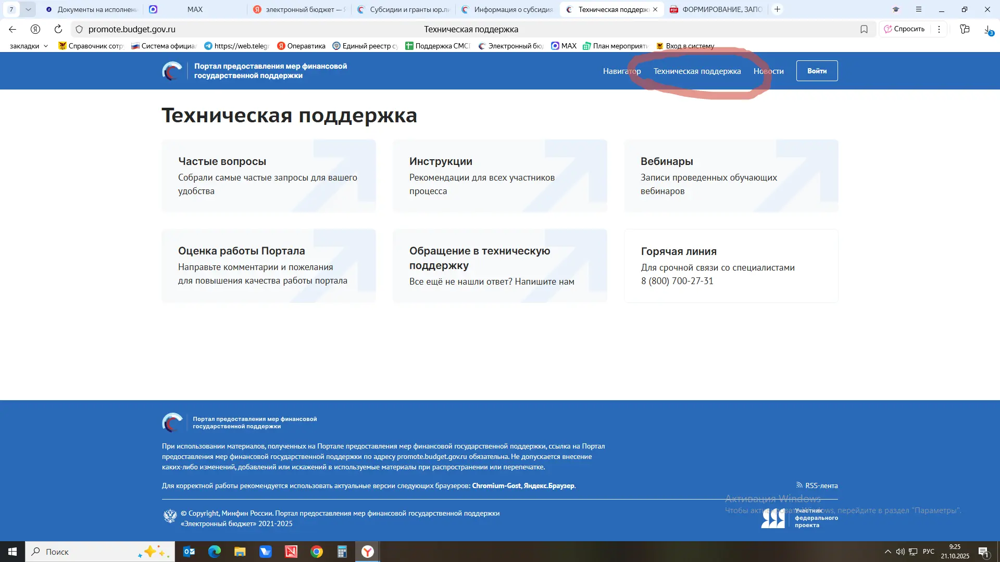 7
Документы на исполнени
MAX
электронный бюджет — Я
Субсидии и гранты юр.ли
Информация о субсидия
Техническая поддержк
ФОРМИРОВАНИЕ, ЗАПО
promote.budget.gov.ru
Техническая поддержка
Спросить
3
закладки
Справочник сотр
Система официал
https://web.telegr
Оперативтика
Единый реестр су
Поддержка СМСП
Электронный бюд
MAX
План мероприяти
Вход в систему
Портал предоставления мер финансовой
государственной поддержки
Навигатор
Техническая поддержка
Новости
Войти
Техническая поддержка
Частые вопросы
Собрали самые частые запросы для вашего
удобства
Инструкции
Рекомендации для всех участников
процесса
Вебинары
Записи проведенных обучающих
вебинаров
Оценка работы Портала
Направьте комментарии и пожелания
для повышения качества работы портала
Обращение в техническую
поддержку
Все ещё не нашли ответ? Напишите нам
Горячая линия
Для срочной связи со специалистами
8 (800) 700-27-31
Портал предоставления мер финансовой
государственной поддержки
При использовании материалов, полученных на Портале предоставления мер финансовой государственной поддержки, ссылка на Портал
предоставления мер финансовой государственной поддержки по адресу promote.budget.gov.ru обязательна. Не допускается внесение
каких-либо изменений, добавлений или искажений в используемые материалы при распространении или перепечатке.
Для корректной работы рекомендуется использовать актуальные версии следующих браузеров: Chromium-Gost, Яндекс.Браузер.
RSS-лента
Активация Windows
Чтобы активировать Windows, перейдите в раздел "Параметры".
© Copyright, Минфин России. Портал предоставления мер финансовой государственной поддержки
«Электронный бюджет» 2021-2025
Участник
федерального
проекта
Поиск
РУС
9:25
21.10.2025
1